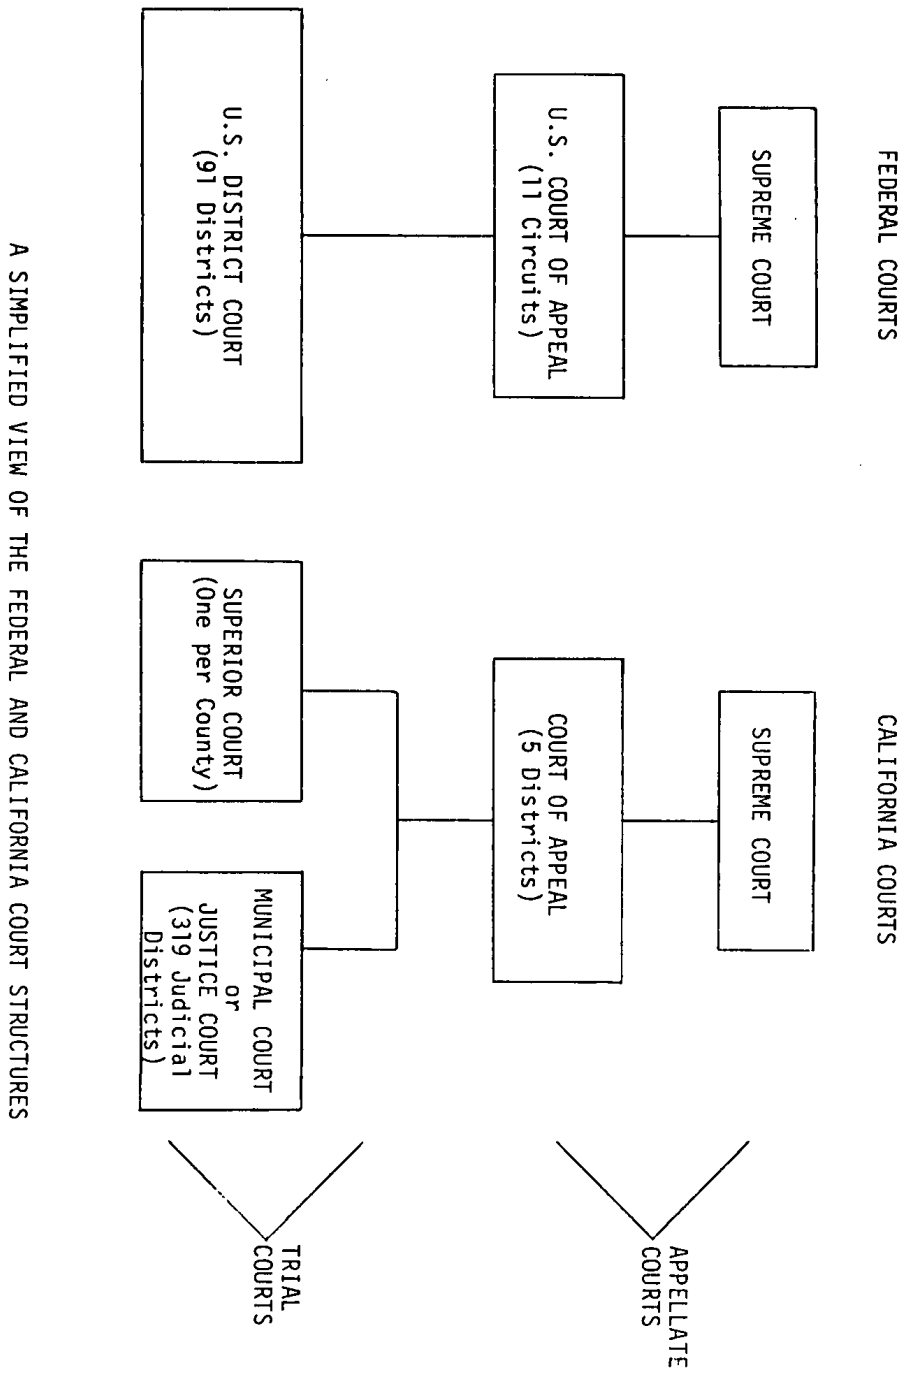 FEDERAL COURTS
CALIFORNIA COURTS
SUPREME COURT
SUPREME COURT
APPELLATE
COURTS
U.S. COURT OF APPEAL
(11 Circuits)
COURT OF APPEAL
(5 Districts)
U.S. DISTRICT COURT
(91 Districts)
SUPERIOR COURT
(One per County)
MUNICIPAL COURT
or
JUSTICE COURT
(319 Judicial
Districts)
TRIAL
COURTS
A SIMPLIFIED VIEW OF THE FEDERAL AND CALIFORNIA COURT STRUCTURES